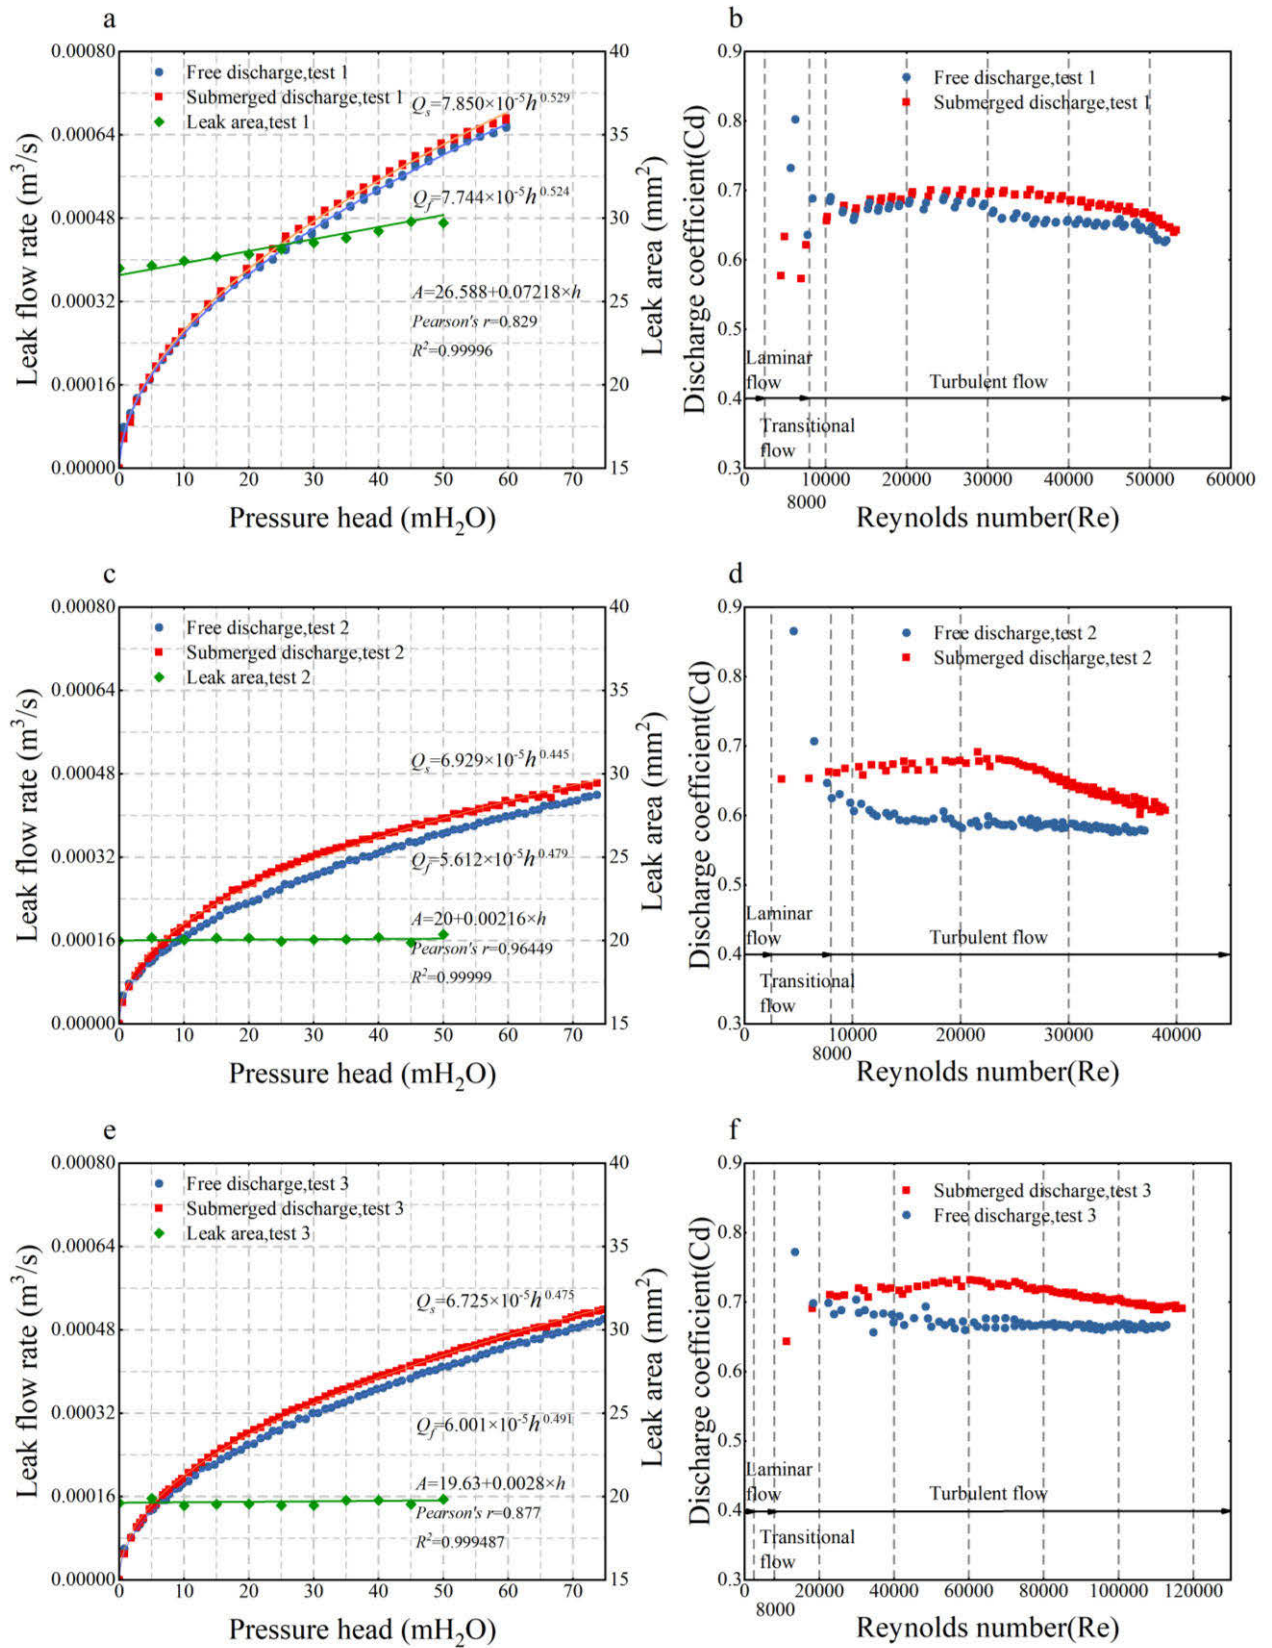 a
0.00080
0.00064
0.00048
0.00032
0.00016
0.00000
Leak flow rate (m³/s)
Free discharge,test 1
Submerged discharge,test 1
Leak area,test 1
Qₛ=7.850×10⁻⁵h⁰·⁵²⁹
Q_f=7.744×10⁻⁵h⁰·⁵²⁴
A=26.588+0.07218×h
Pearson's r=0.829
R²=0.99996
40
35
30
25
20
15
Leak area (mm²)
0 10 20 30 40 50 60 70
Pressure head (mH₂O)
b
0.9
0.8
0.7
0.6
0.5
0.4
0.3
Discharge coefficient(Cd)
Free discharge,test 1
Submerged discharge,test 1
Laminar
flow
Turbulent flow
Transitional
flow
10000 20000 30000 40000 50000 60000
8000
Reynolds number(Re)
c
0.00080
0.00064
0.00048
0.00032
0.00016
0.00000
Leak flow rate (m³/s)
Free discharge,test 2
Submerged discharge,test 2
Leak area,test 2
Qₛ=6.929×10⁻⁵h⁰·⁴⁴⁵
Q_f=5.612×10⁻⁵h⁰·⁴⁷⁹
A=20+0.00216×h
Pearson's r=0.96449
R²=0.99999
40
35
30
25
20
15
Leak area (mm²)
0 10 20 30 40 50 60 70
Pressure head (mH₂O)
d
0.9
0.8
0.7
0.6
0.5
0.4
0.3
Discharge coefficient(Cd)
Free discharge,test 2
Submerged discharge,test 2
Laminar
flow
Turbulent flow
Transitional
flow
10000 20000 30000 40000
8000
Reynolds number(Re)
e
0.00080
0.00064
0.00048
0.00032
0.00016
0.00000
Leak flow rate (m³/s)
Free discharge,test 3
Submerged discharge,test 3
Leak area,test 3
Qₛ=6.725×10⁻⁵h⁰·⁴⁷⁵
Q_f=6.001×10⁻⁵h⁰·⁴⁹¹
A=19.63+0.0028×h
Pearson's r=0.877
R²=0.999487
40
35
30
25
20
15
Leak area (mm²)
0 10 20 30 40 50 60 70
Pressure head (mH₂O)
f
0.9
0.8
0.7
0.6
0.5
0.4
0.3
Discharge coefficient(Cd)
Submerged discharge,test 3
Free discharge,test 3
Laminar
flow
Turbulent flow
Transitional
flow
0 20000 40000 60000 80000 100000 120000
8000
Reynolds number(Re)